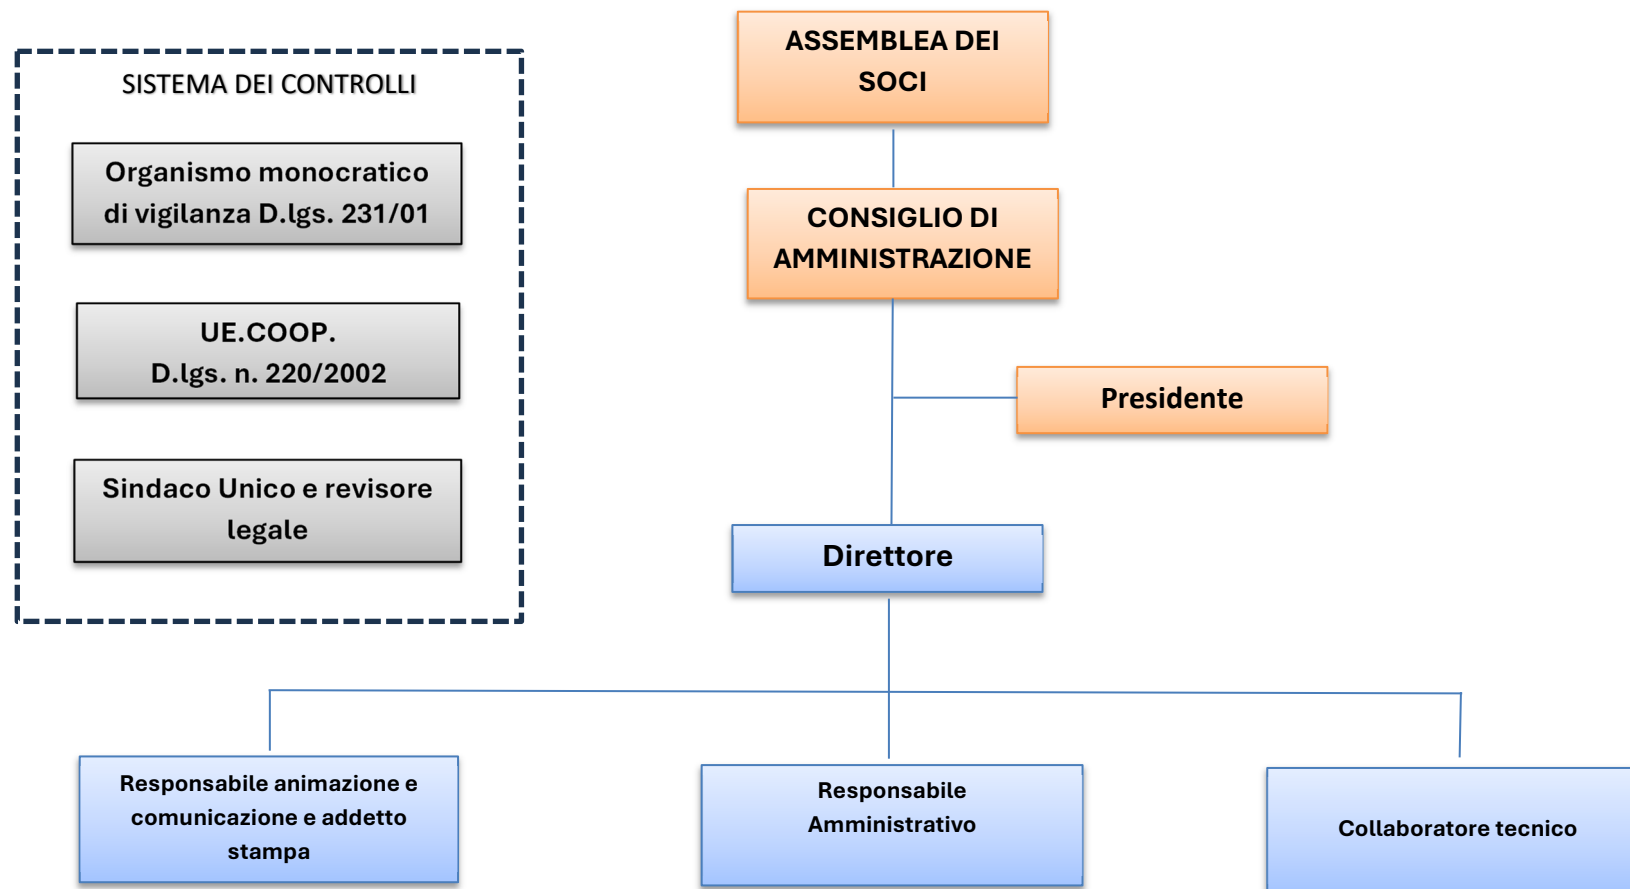 SISTEMA DEI CONTROLLI
Organismo monocratico
di vigilanza D.lgs. 231/01
UE.COOP.
D.lgs. n. 220/2002
Sindaco Unico e revisore
legale
ASSEMBLEA DEI
SOCI
CONSIGLIO DI
AMMINISTRAZIONE
Presidente
Direttore
Responsabile animazione e
comunicazione e addetto
stampa
Responsabile
Amministrativo
Collaboratore tecnico